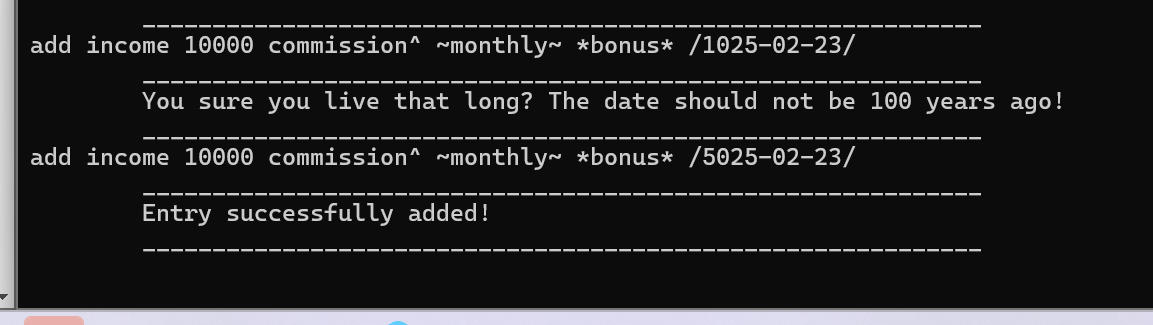 ____________________________________________________________
add income 10000 commission^ ~monthly~ *bonus* /1025-02-23/
____________________________________________________________
You sure you live that long? The date should not be 100 years ago!
____________________________________________________________
add income 10000 commission^ ~monthly~ *bonus* /5025-02-23/
____________________________________________________________
Entry successfully added!
____________________________________________________________